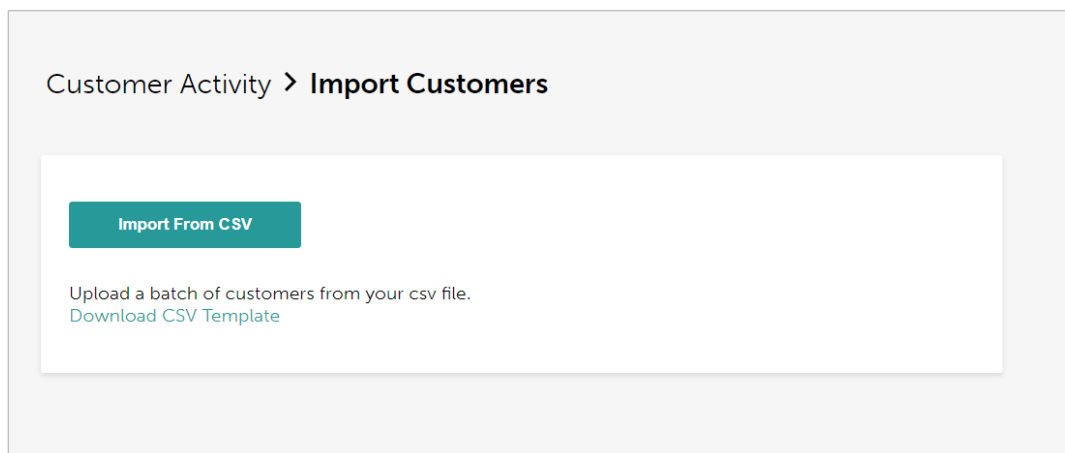 Customer Activity > Import Customers
Import From CSV
Upload a batch of customers from your csv file.
Download CSV Template